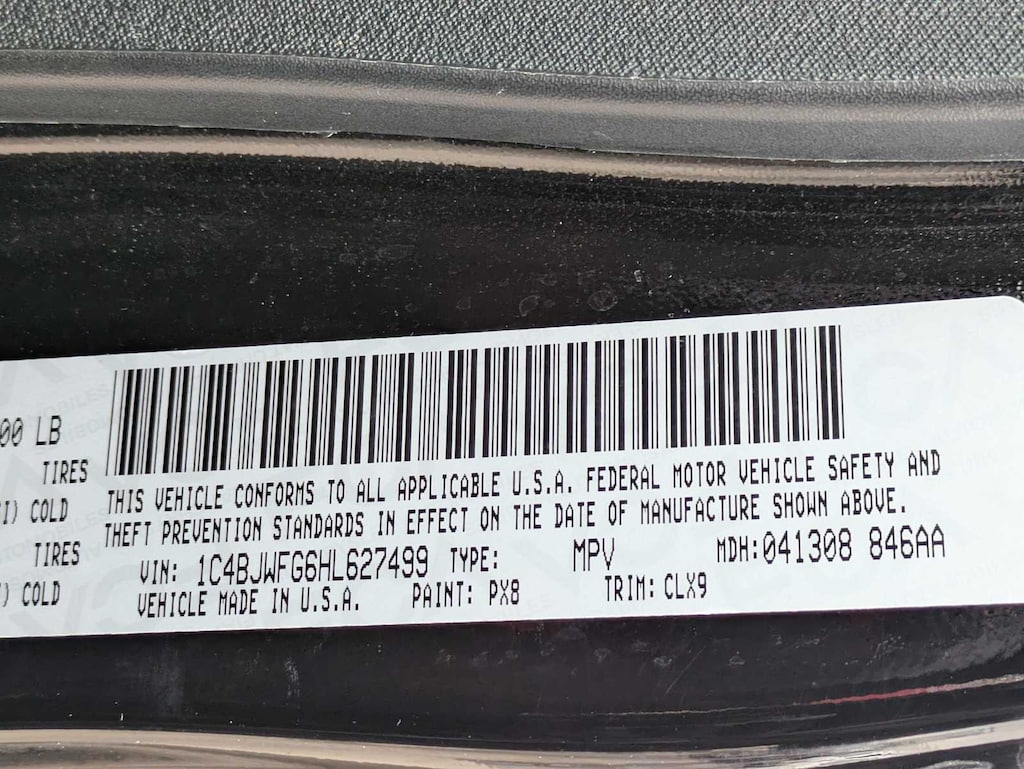 00 LB
TIRES
I) COLD
TIRES
) COLD
THIS VEHICLE CONFORMS TO ALL APPLICABLE U.S.A. FEDERAL MOTOR VEHICLE SAFETY AND
THEFT PREVENTION STANDARDS IN EFFECT ON THE DATE OF MANUFACTURE SHOWN ABOVE.
VIN: 1C4BJWFG6HL627499 TYPE: MPV MDH:041308 846AA
VEHICLE MADE IN U.S.A. PAINT: PX8 TRIM: CLX9